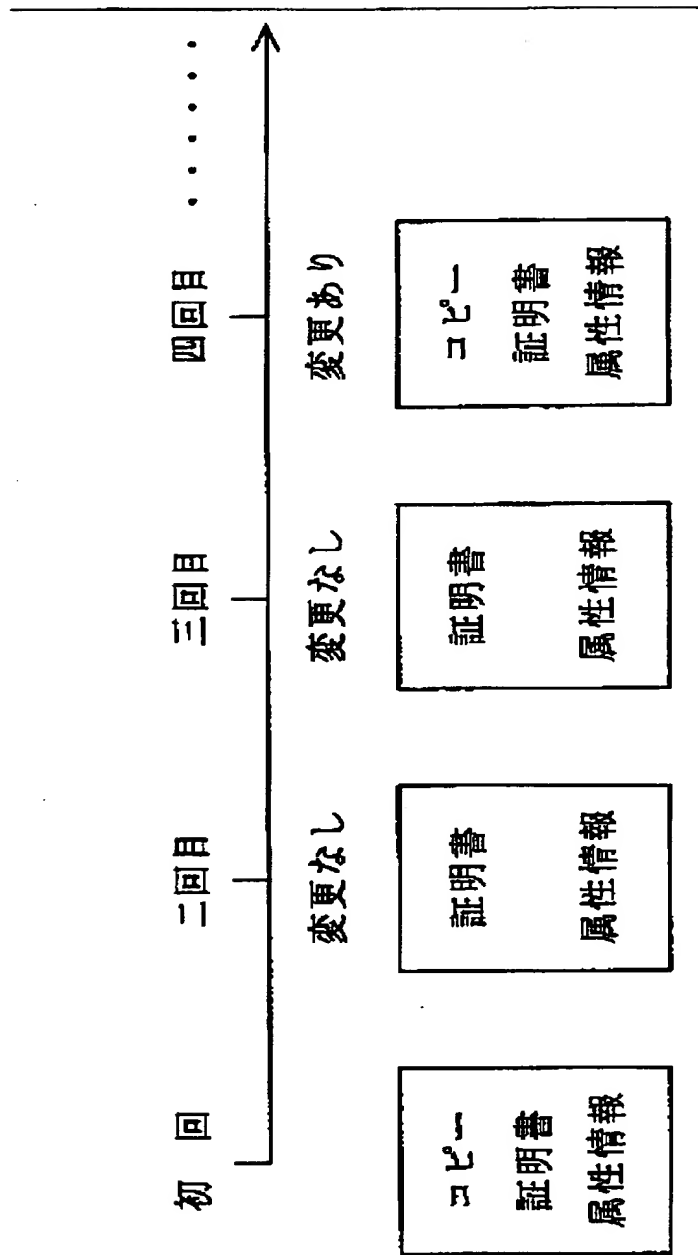 初 回
二回目
三回目
四回目
・・・・・・
変更なし
変更なし
変更あり
コピー
証明書
属性情報
証明書
属性情報
証明書
属性情報
コピー
証明書
属性情報